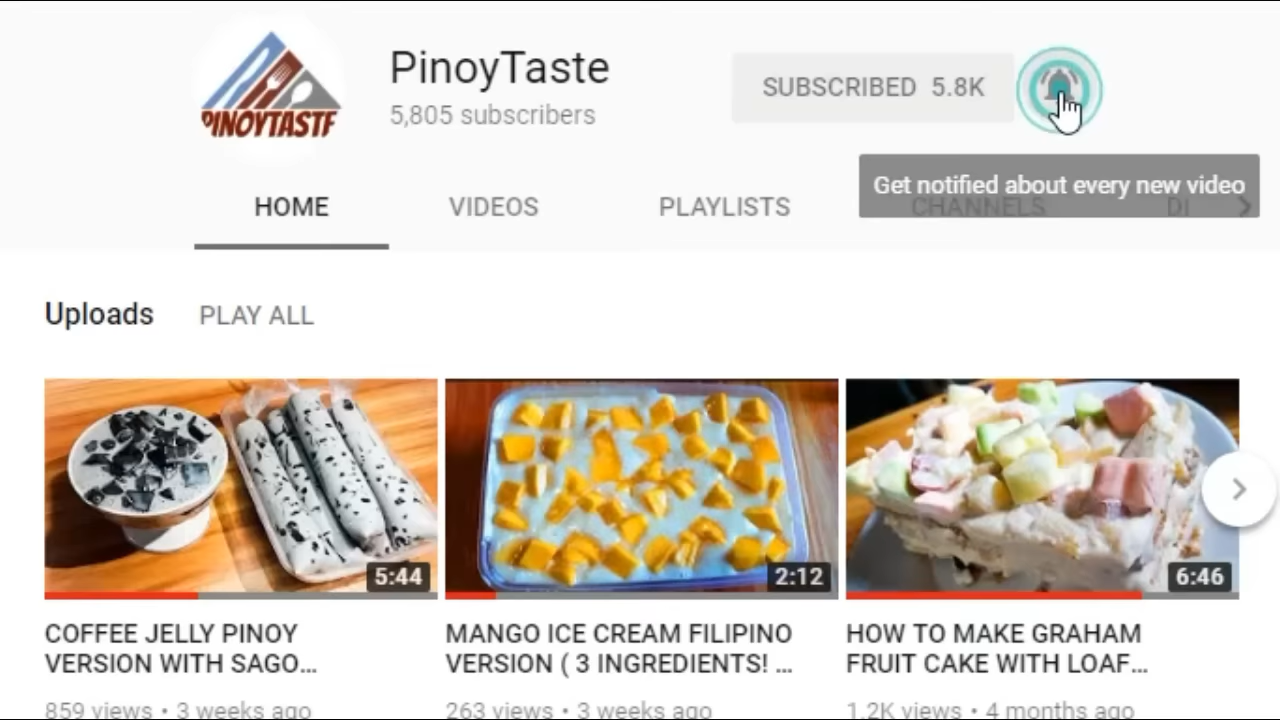 PINOYTASTE
PinoyTaste
5,805 subscribers
SUBSCRIBED 5.8K
Get notified about every new video
HOME VIDEOS PLAYLISTS CHANNELS DI
Uploads PLAY ALL
5:44
2:12
6:46
COFFEE JELLY PINOY
VERSION WITH SAGO...
859 views • 3 weeks ago
MANGO ICE CREAM FILIPINO
VERSION ( 3 INGREDIENTS! ...
263 views • 3 weeks ago
HOW TO MAKE GRAHAM
FRUIT CAKE WITH LOAF...
1.2K views • 4 months ago